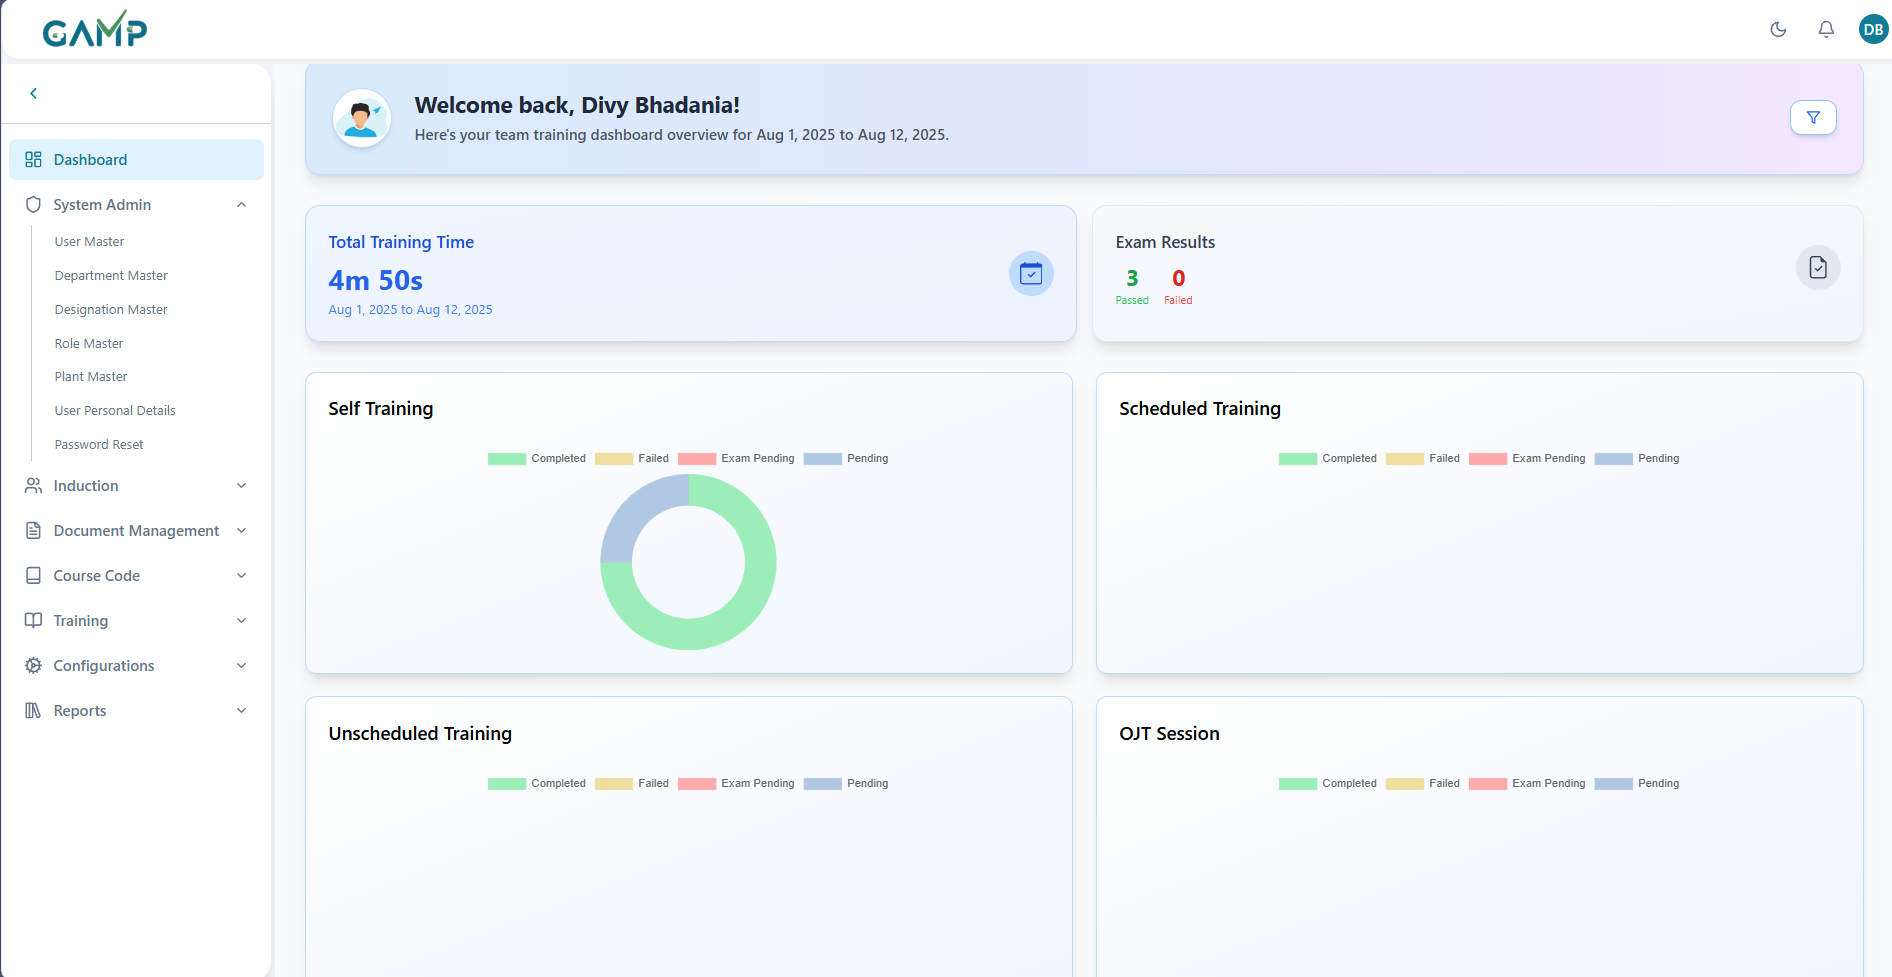 GAMP
DB
Dashboard
System Admin
User Master
Department Master
Designation Master
Role Master
Plant Master
User Personal Details
Password Reset
Induction
Document Management
Course Code
Training
Configurations
Reports
Welcome back, Divy Bhadania!
Here's your team training dashboard overview for Aug 1, 2025 to Aug 12, 2025.
Total Training Time
4m 50s
Aug 1, 2025 to Aug 12, 2025
Exam Results
3 0
Passed Failed
Self Training
Completed Failed Exam Pending Pending
Scheduled Training
Completed Failed Exam Pending Pending
Unscheduled Training
Completed Failed Exam Pending Pending
OJT Session
Completed Failed Exam Pending Pending